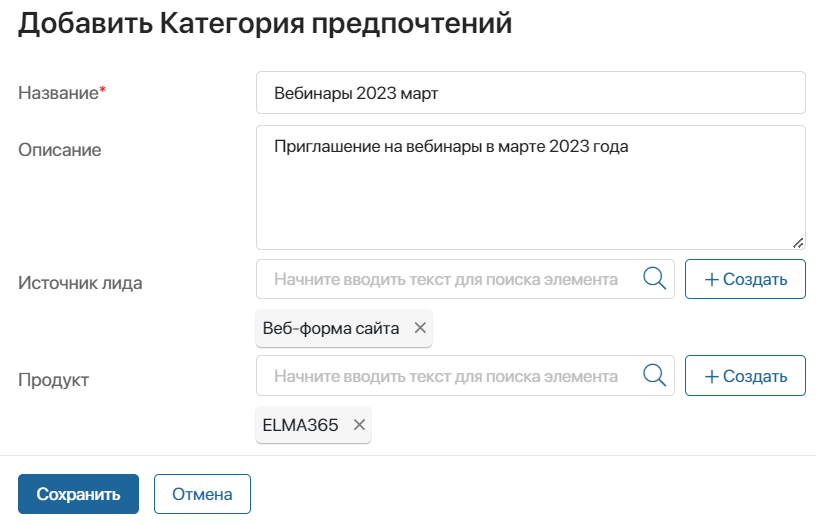 Добавить Категория предпочтений
Название*
Вебинары 2023 март
Описание
Приглашение на вебинары в марте 2023 года
Источник лида
Начните вводить текст для поиска элемента
+ Создать
Веб-форма сайта ×
Продукт
Начните вводить текст для поиска элемента
+ Создать
ELMA365 ×
Сохранить
Отмена